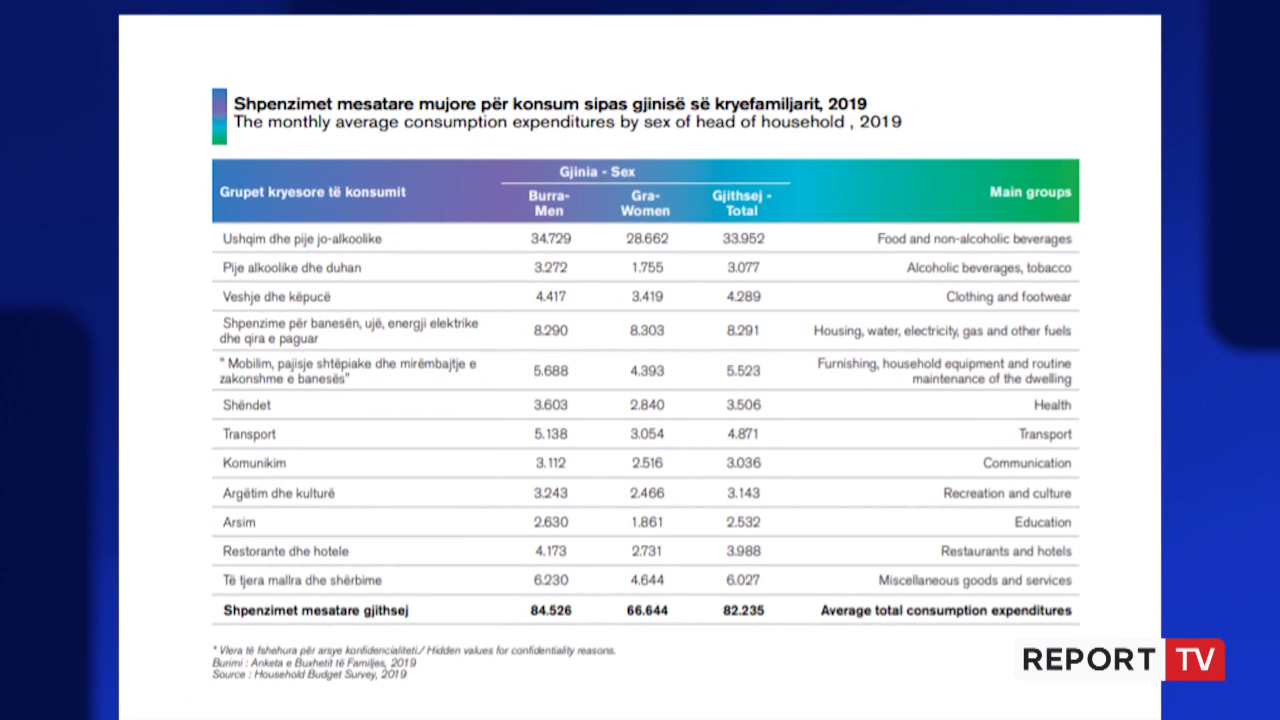 Shpenzimet mesatare mujore për konsum sipas gjinisë së kryefamiljarit, 2019
The monthly average consumption expenditures by sex of head of household , 2019
Grupet kryesore të konsumit Gjinia - Sex Main groups
Burra- Gra- Gjithsej -
Men Women Total
Ushqim dhe pije jo-alkoolike 34.729 28.662 33.952 Food and non-alcoholic beverages
Pije alkoolike dhe duhan 3.272 1.755 3.077 Alcoholic beverages, tobacco
Veshje dhe këpucë 4.417 3.419 4.289 Clothing and footwear
Shpenzime për banesën, ujë, energji elektrike
dhe qira e paguar 8.290 8.303 8.291 Housing, water, electricity, gas and other fuels
" Mobilim, pajisje shtëpiake dhe mirëmbajtje e
zakonshme e banesës" 5.688 4.393 5.523 Furnishing, household equipment and routine
maintenance of the dwelling
Shëndet 3.603 2.840 3.506 Health
Transport 5.138 3.054 4.871 Transport
Komunikim 3.112 2.516 3.036 Communication
Argëtim dhe kulturë 3.243 2.466 3.143 Recreation and culture
Arsim 2.630 1.861 2.532 Education
Restorante dhe hotele 4.173 2.731 3.988 Restaurants and hotels
Të tjera mallra dhe shërbime 6.230 4.644 6.027 Miscellaneous goods and services
Shpenzimet mesatare gjithsej 84.526 66.644 82.235 Average total consumption expenditures
* Vlera të fshehura për arsye konfidencialiteti./ Hidden values for confidentiality reasons.
Burimi : Anketa e Buxhetit të Familjes, 2019
Source : Household Budget Survey, 2019
REPORT TV